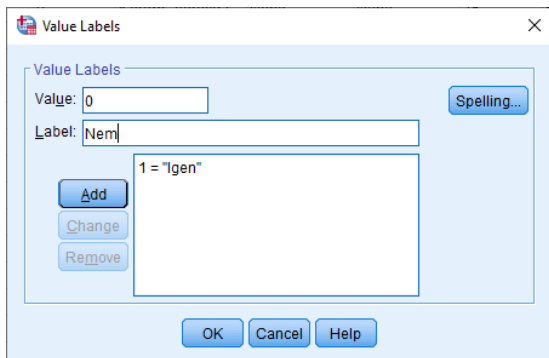 Value Labels
Value Labels
Value: 0
Spelling...
Label: Nem
1 = "Igen"
Add
Change
Remove
OK Cancel Help